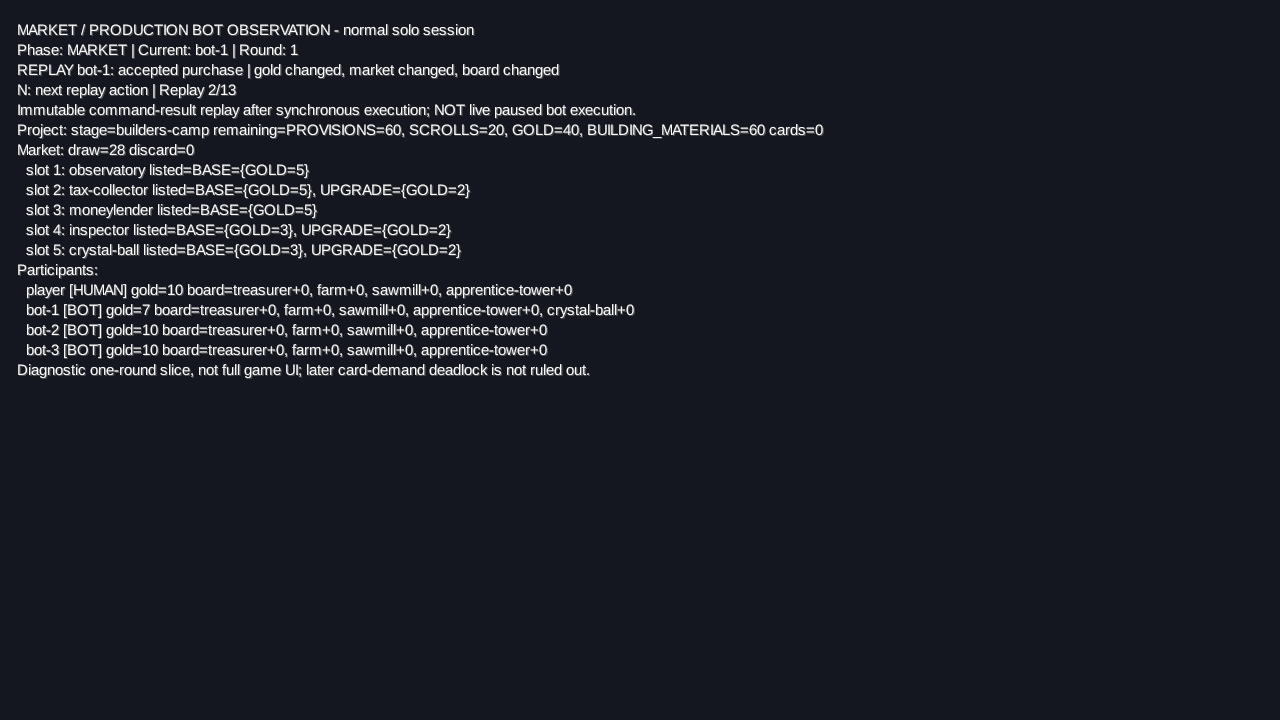 MARKET / PRODUCTION BOT OBSERVATION - normal solo session
Phase: MARKET | Current: bot-1 | Round: 1
REPLAY bot-1: accepted purchase | gold changed, market changed, board changed
N: next replay action | Replay 2/13
Immutable command-result replay after synchronous execution; NOT live paused bot execution.
Project: stage=builders-camp remaining=PROVISIONS=60, SCROLLS=20, GOLD=40, BUILDING_MATERIALS=60 cards=0
Market: draw=28 discard=0
slot 1: observatory listed=BASE={GOLD=5}
slot 2: tax-collector listed=BASE={GOLD=5}, UPGRADE={GOLD=2}
slot 3: moneylender listed=BASE={GOLD=5}
slot 4: inspector listed=BASE={GOLD=3}, UPGRADE={GOLD=2}
slot 5: crystal-ball listed=BASE={GOLD=3}, UPGRADE={GOLD=2}
Participants:
player [HUMAN] gold=10 board=treasurer+0, farm+0, sawmill+0, apprentice-tower+0
bot-1 [BOT] gold=7 board=treasurer+0, farm+0, sawmill+0, apprentice-tower+0, crystal-ball+0
bot-2 [BOT] gold=10 board=treasurer+0, farm+0, sawmill+0, apprentice-tower+0
bot-3 [BOT] gold=10 board=treasurer+0, farm+0, sawmill+0, apprentice-tower+0
Diagnostic one-round slice, not full game UI; later card-demand deadlock is not ruled out.